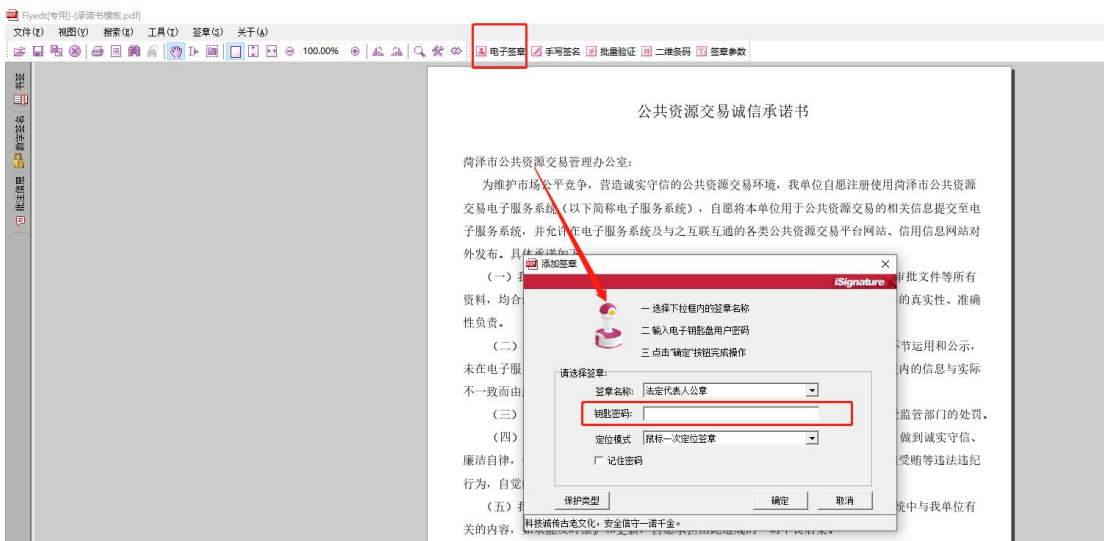 Flyedt[专用]-[承诺书模板.pdf]
文件(F) 视图(V) 搜索(E) 工具(T) 签章(S) 关于(A)
100.00% 电子签章 手写签名 批量验证 二维条码 签章参数
书签
数字签名
批注信息
公共资源交易诚信承诺书
菏泽市公共资源交易管理办公室：
为维护市场公平竞争，营造诚实守信的公共资源交易环境，我单位自愿注册使用菏泽市公共资源
交易电子服务系统（以下简称电子服务系统），自愿将本单位用于公共资源交易的相关信息提交至电
子服务系统，并允许在电子服务系统及与之互联互通的各类公共资源交易平台网站、信用信息网站对
外发布。具体承诺如下
（一）我 审批文件等所有
资料，均合 的真实性、准确
性负责。
（二） 节运用和公示，
未在电子服 内的信息与实际
不一致而由
（三） 监管部门的处罚。
（四） 做到诚实守信、
廉洁自律， 受贿等违法违纪
行为，自觉
（五）我 统中与我单位有
关的内容，
添加签章
iSignature
一 选择下拉框内的签章名称
二 输入电子钥匙盘用户密码
三 点击"确定"按钮完成操作
请选择签章:
签章名称: 法定代表人公章
钥匙密码:
定位模式 鼠标一次定位签章
记住密码
保护类型 确定 取消
科技诚传古老文化，安全信守一诺千金。